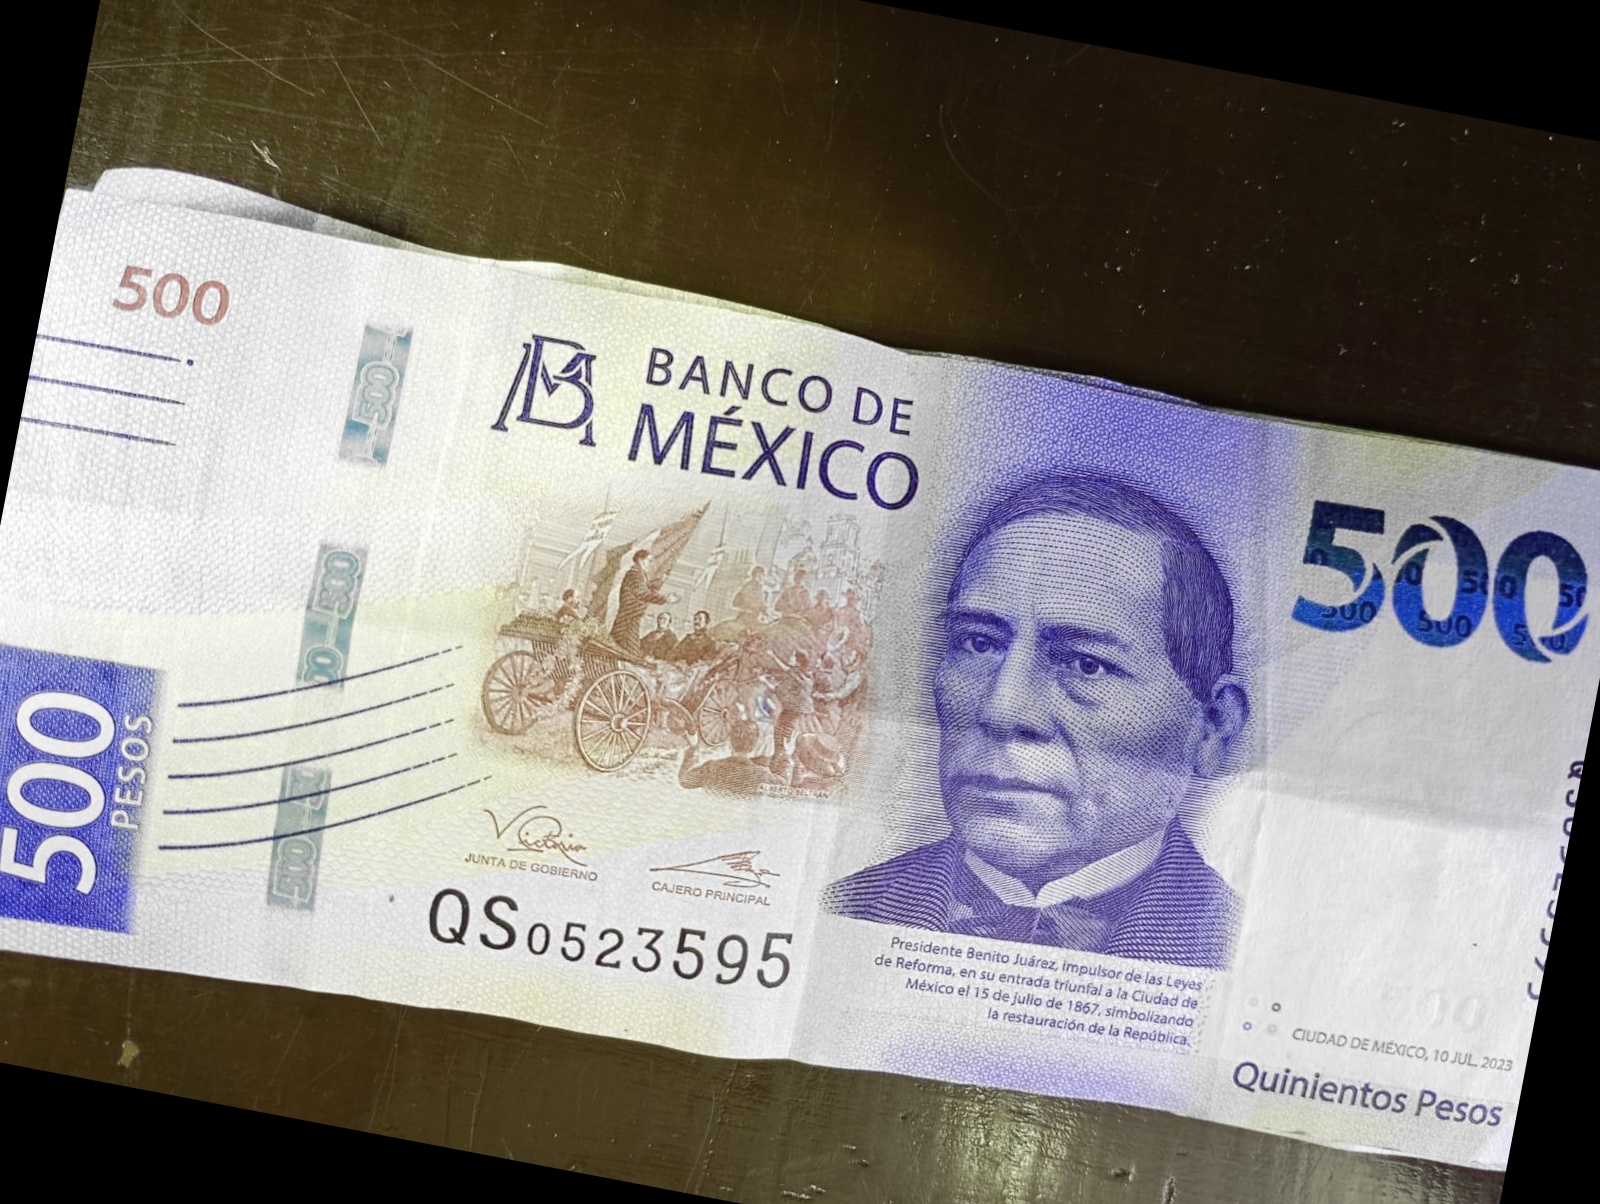 500
BANCO DE
MÉXICO
500
500
500
500 PESOS
ALBERTO BELTRÁN
JUNTA DE GOBIERNO
CAJERO PRINCIPAL
QS0523595
Presidente Benito Juárez, impulsor de las Leyes
de Reforma, en su entrada triunfal a la Ciudad de
México el 15 de julio de 1867, simbolizando
la restauración de la República.
CIUDAD DE MÉXICO, 10 JUL. 2023
Quinientos Pesos